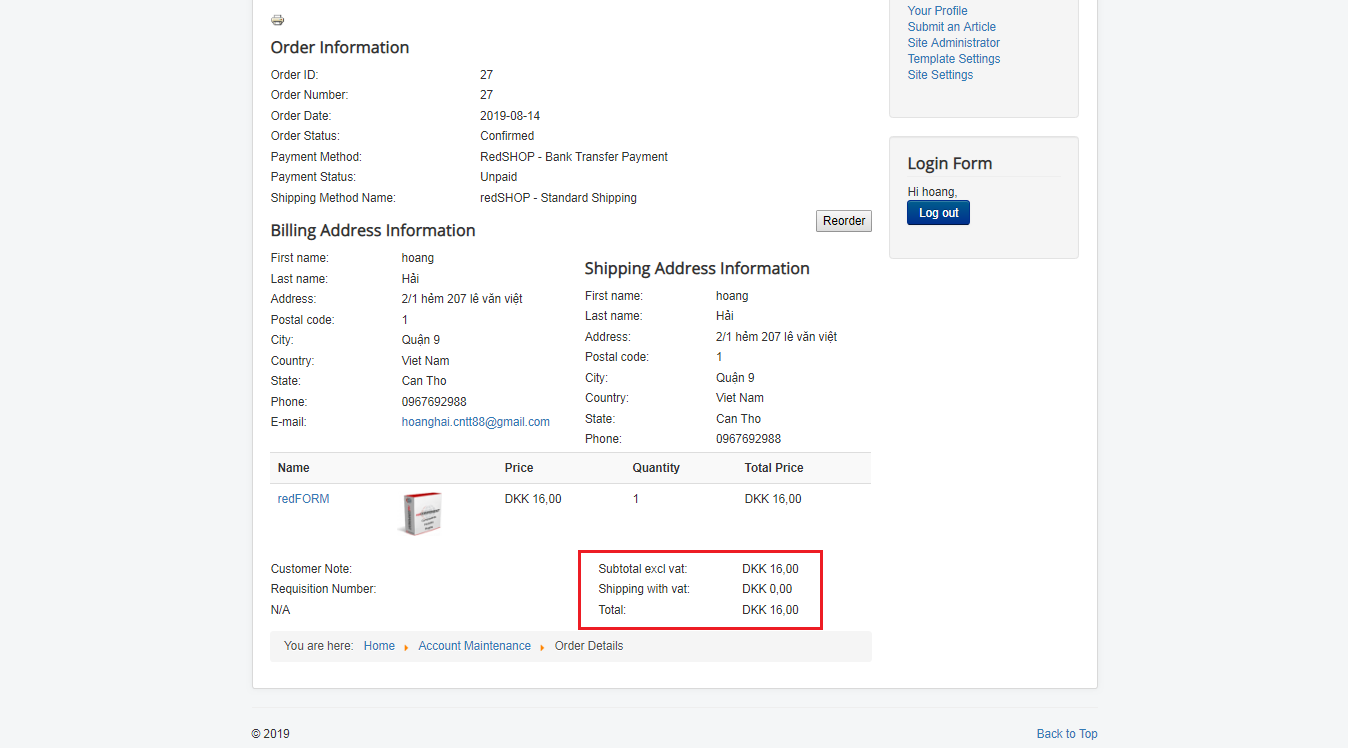 Order Information
Order ID: 27
Order Number: 27
Order Date: 2019-08-14
Order Status: Confirmed
Payment Method: RedSHOP - Bank Transfer Payment
Payment Status: Unpaid
Shipping Method Name: redSHOP - Standard Shipping
Reorder
Billing Address Information
First name: hoang
Last name: Hải
Address: 2/1 hẻm 207 lê văn việt
Postal code: 1
City: Quận 9
Country: Viet Nam
State: Can Tho
Phone: 0967692988
E-mail: hoanghai.cntt88@gmail.com
Shipping Address Information
First name: hoang
Last name: Hải
Address: 2/1 hẻm 207 lê văn việt
Postal code: 1
City: Quận 9
Country: Viet Nam
State: Can Tho
Phone: 0967692988
Name Price Quantity Total Price
redFORM DKK 16,00 1 DKK 16,00
Customer Note:
Requisition Number:
N/A
Subtotal excl vat: DKK 16,00
Shipping with vat: DKK 0,00
Total: DKK 16,00
You are here: Home Account Maintenance Order Details
Your Profile
Submit an Article
Site Administrator
Template Settings
Site Settings
Login Form
Hi hoang,
Log out
© 2019
Back to Top